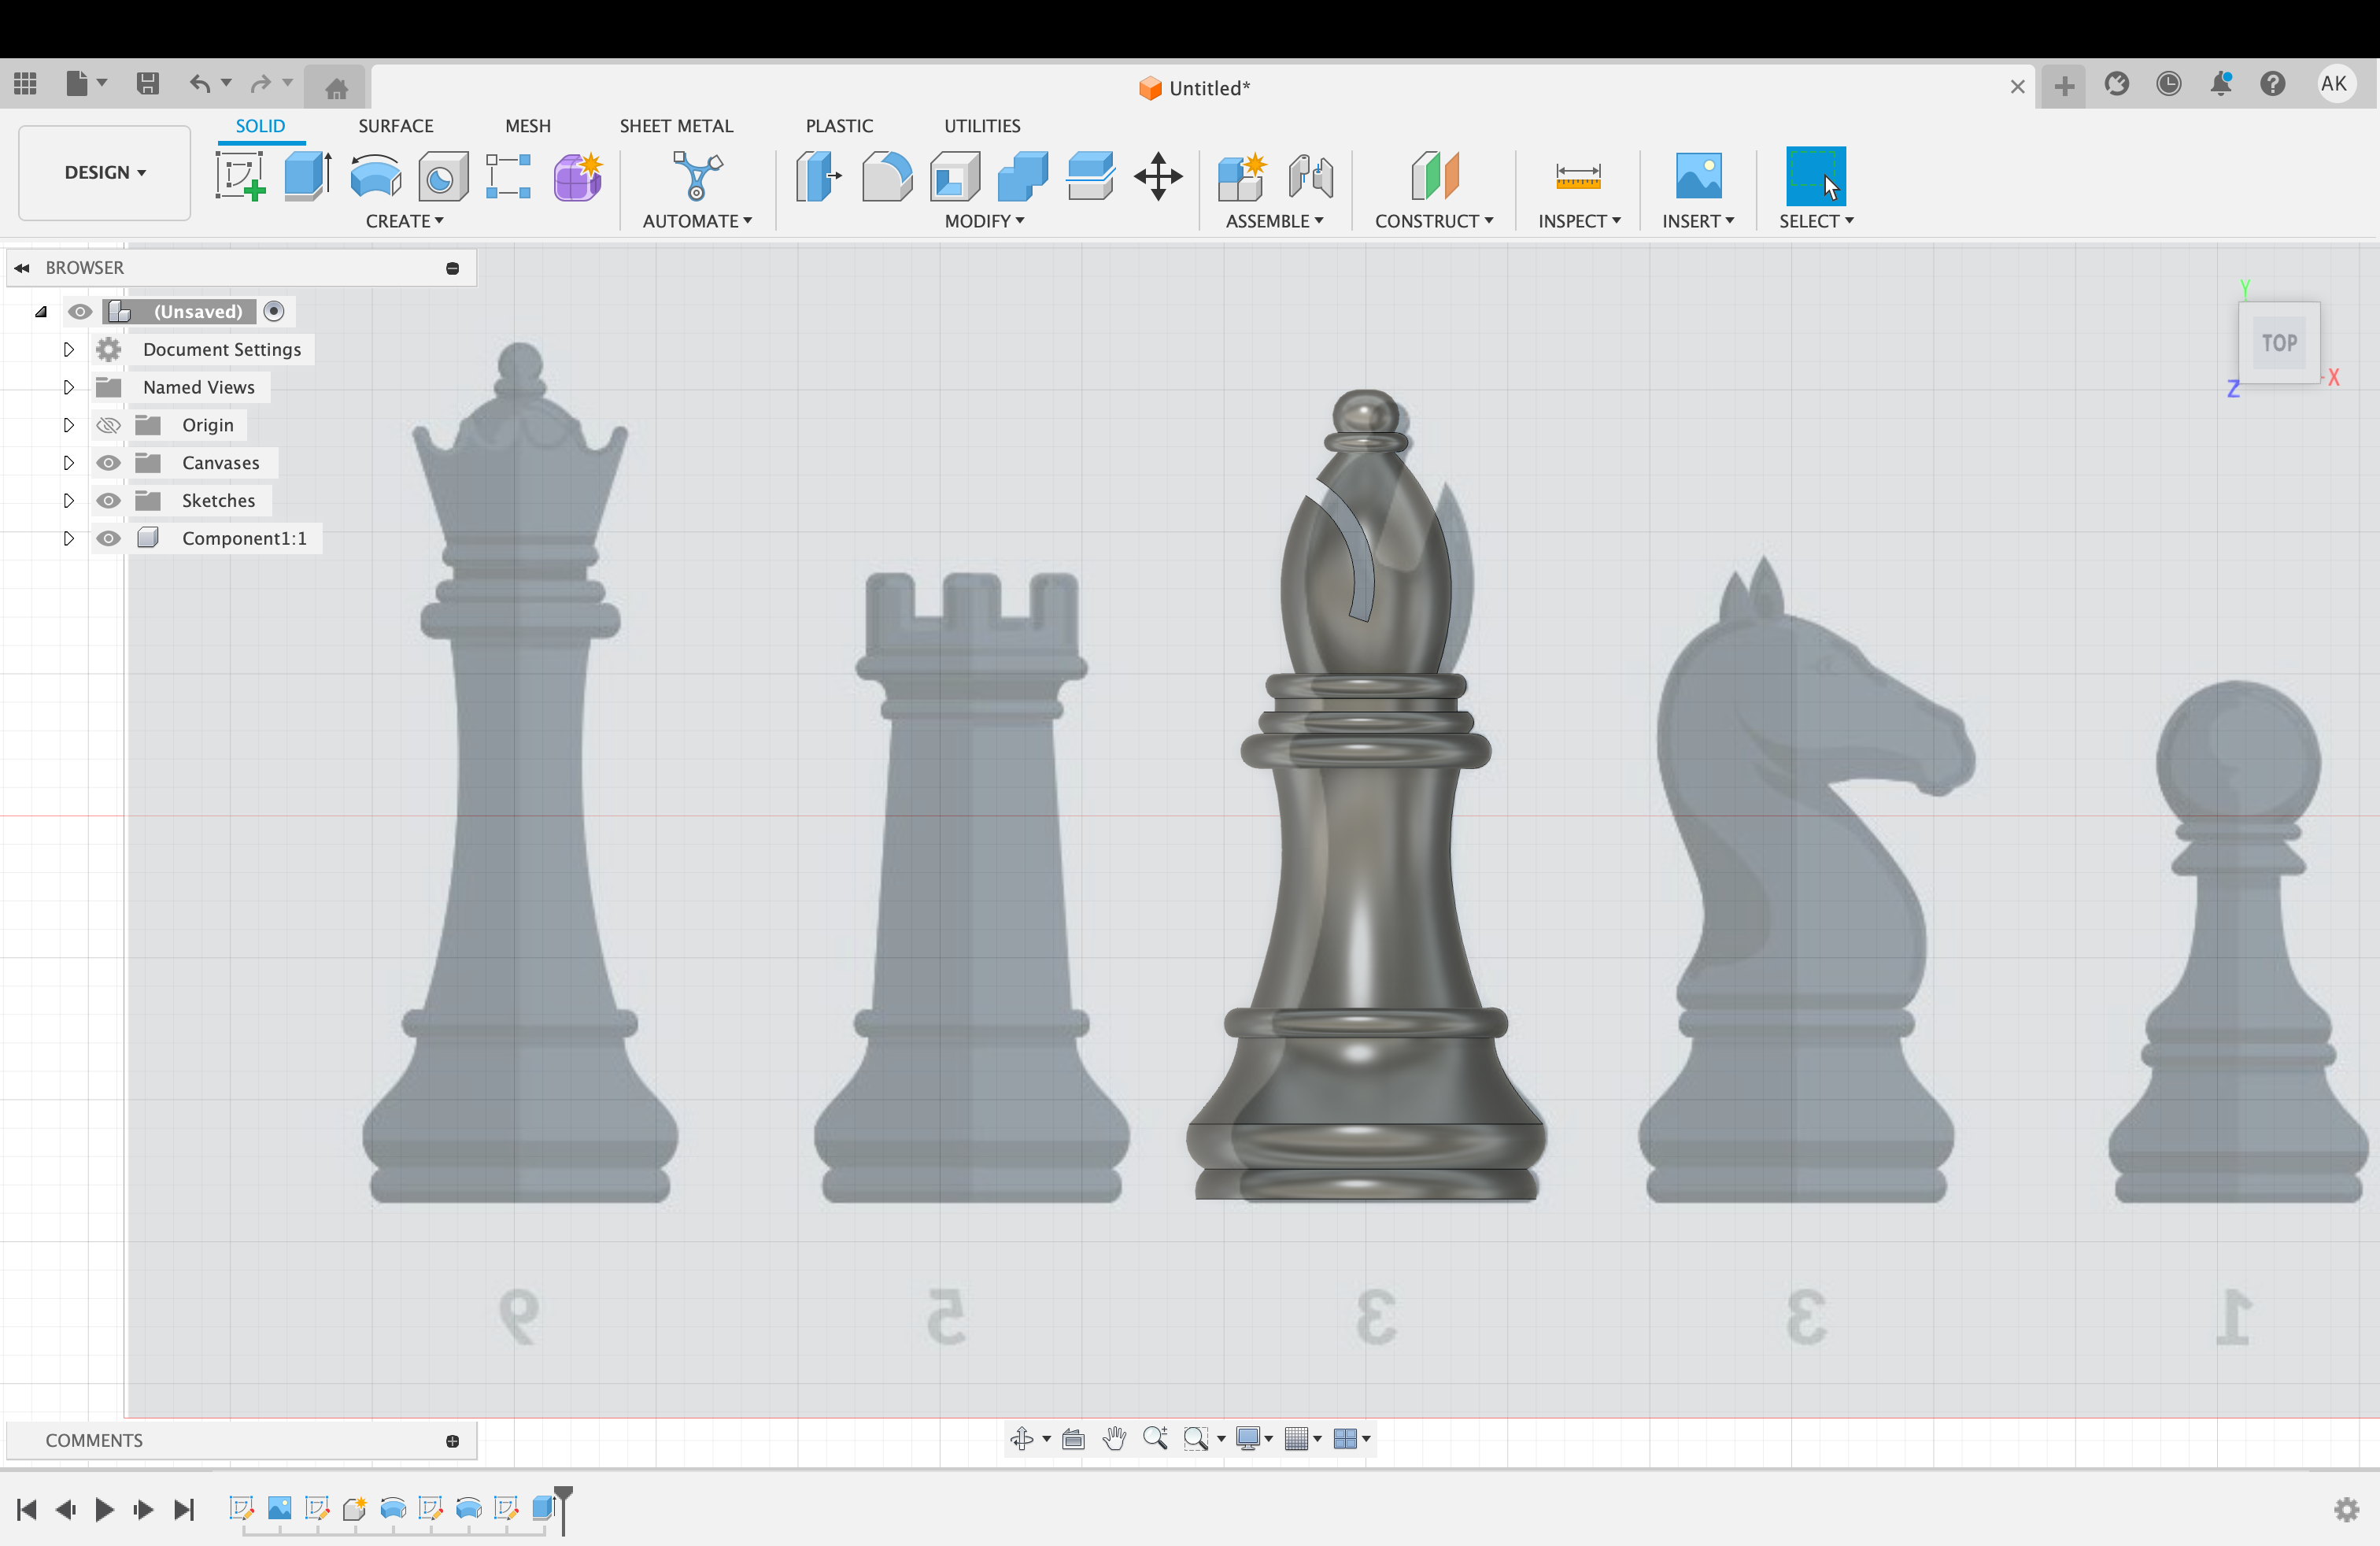 Untitled*
AK
SOLID SURFACE MESH SHEET METAL PLASTIC UTILITIES
DESIGN
CREATE AUTOMATE MODIFY ASSEMBLE CONSTRUCT INSPECT INSERT SELECT
BROWSER
(Unsaved)
Document Settings
Named Views
Origin
Canvases
Sketches
Component1:1
Y
TOP
X
Z
9 5 3 3 1
COMMENTS